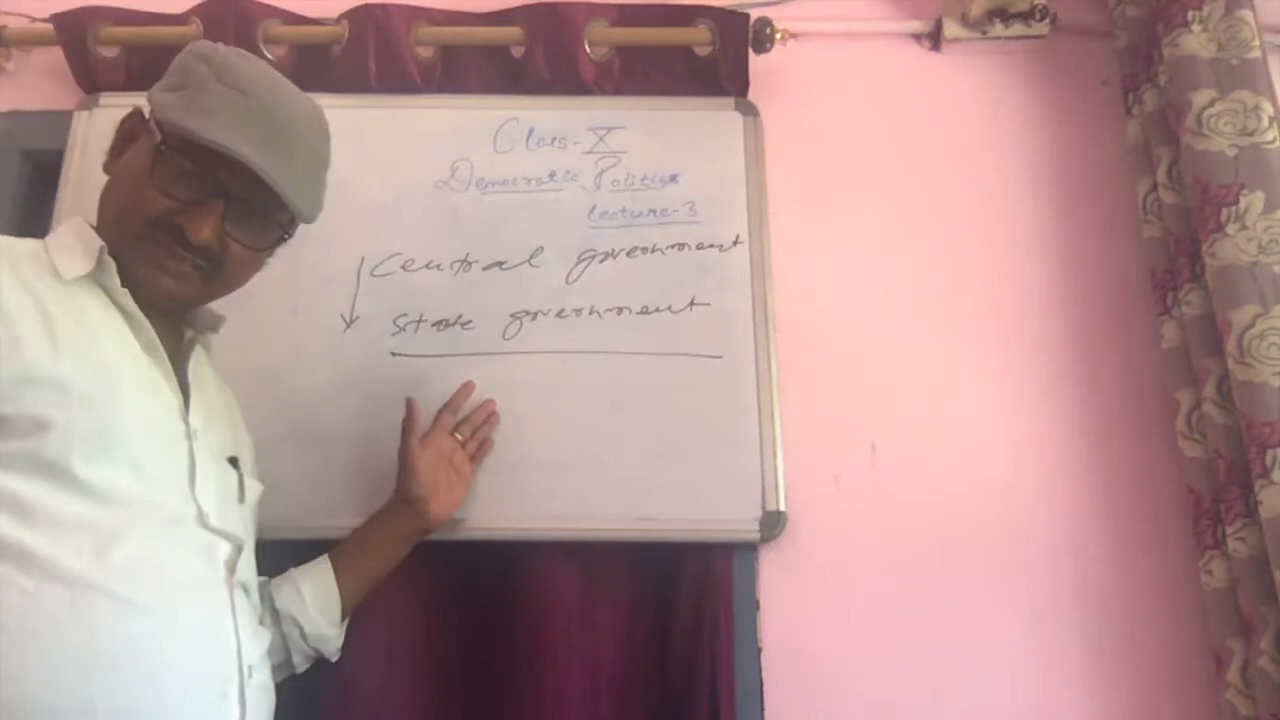 Class-X
Democratic Politics
Lecture-3
Central government
State government